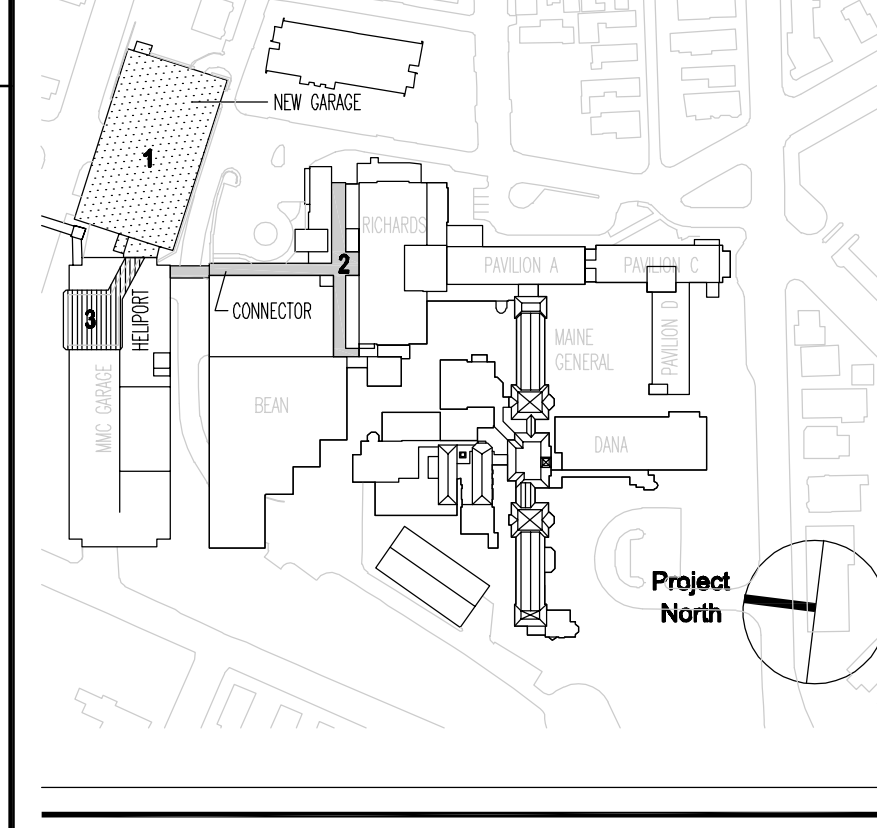 NEW GARAGE
1
RICHARDS
2
PAVILION A
PAVILION C
CONNECTOR
3
HELIPORT
MAINE
GENERAL
PAVILION D
MMC GARAGE
BEAN
DANA
Project
North